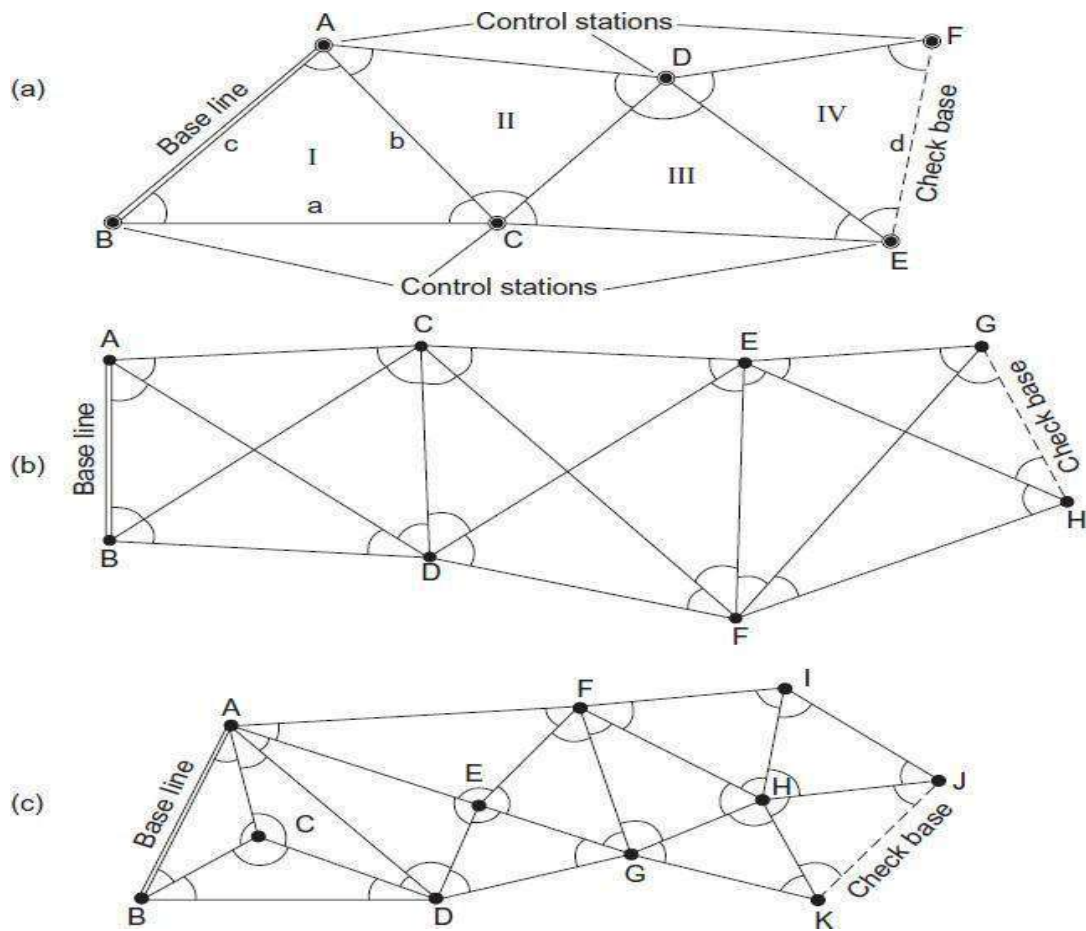 Control stations
A
F
D
(a)
Base line
c
I
b
II
IV
d
Check base
III
a
B
C
E
Control stations
A
C
E
G
Base line
Check base
(b)
B
D
F
H
A
F
I
Base line
E
H
J
(c)
C
G
Check base
B
D
K